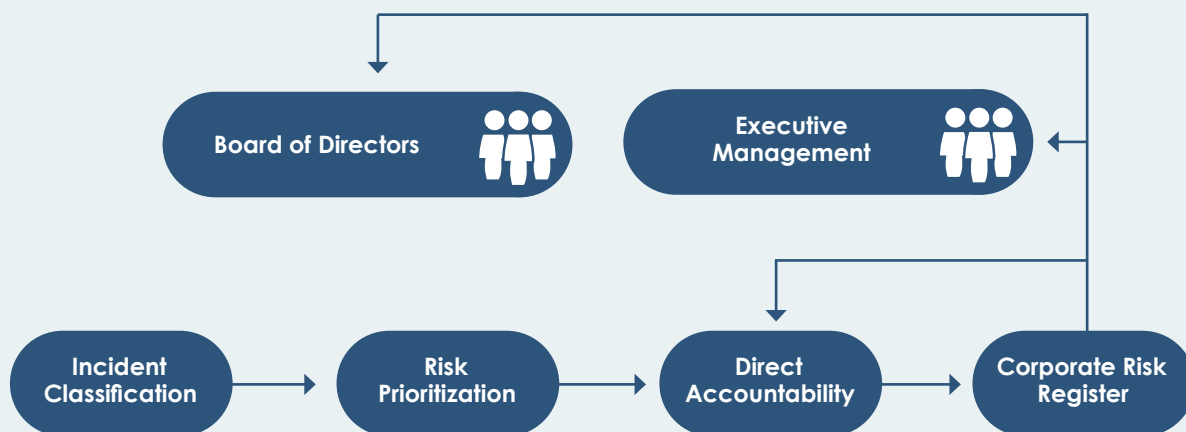 Board of Directors
Executive
Management
Incident
Classification
Risk
Prioritization
Direct
Accountability
Corporate Risk
Register